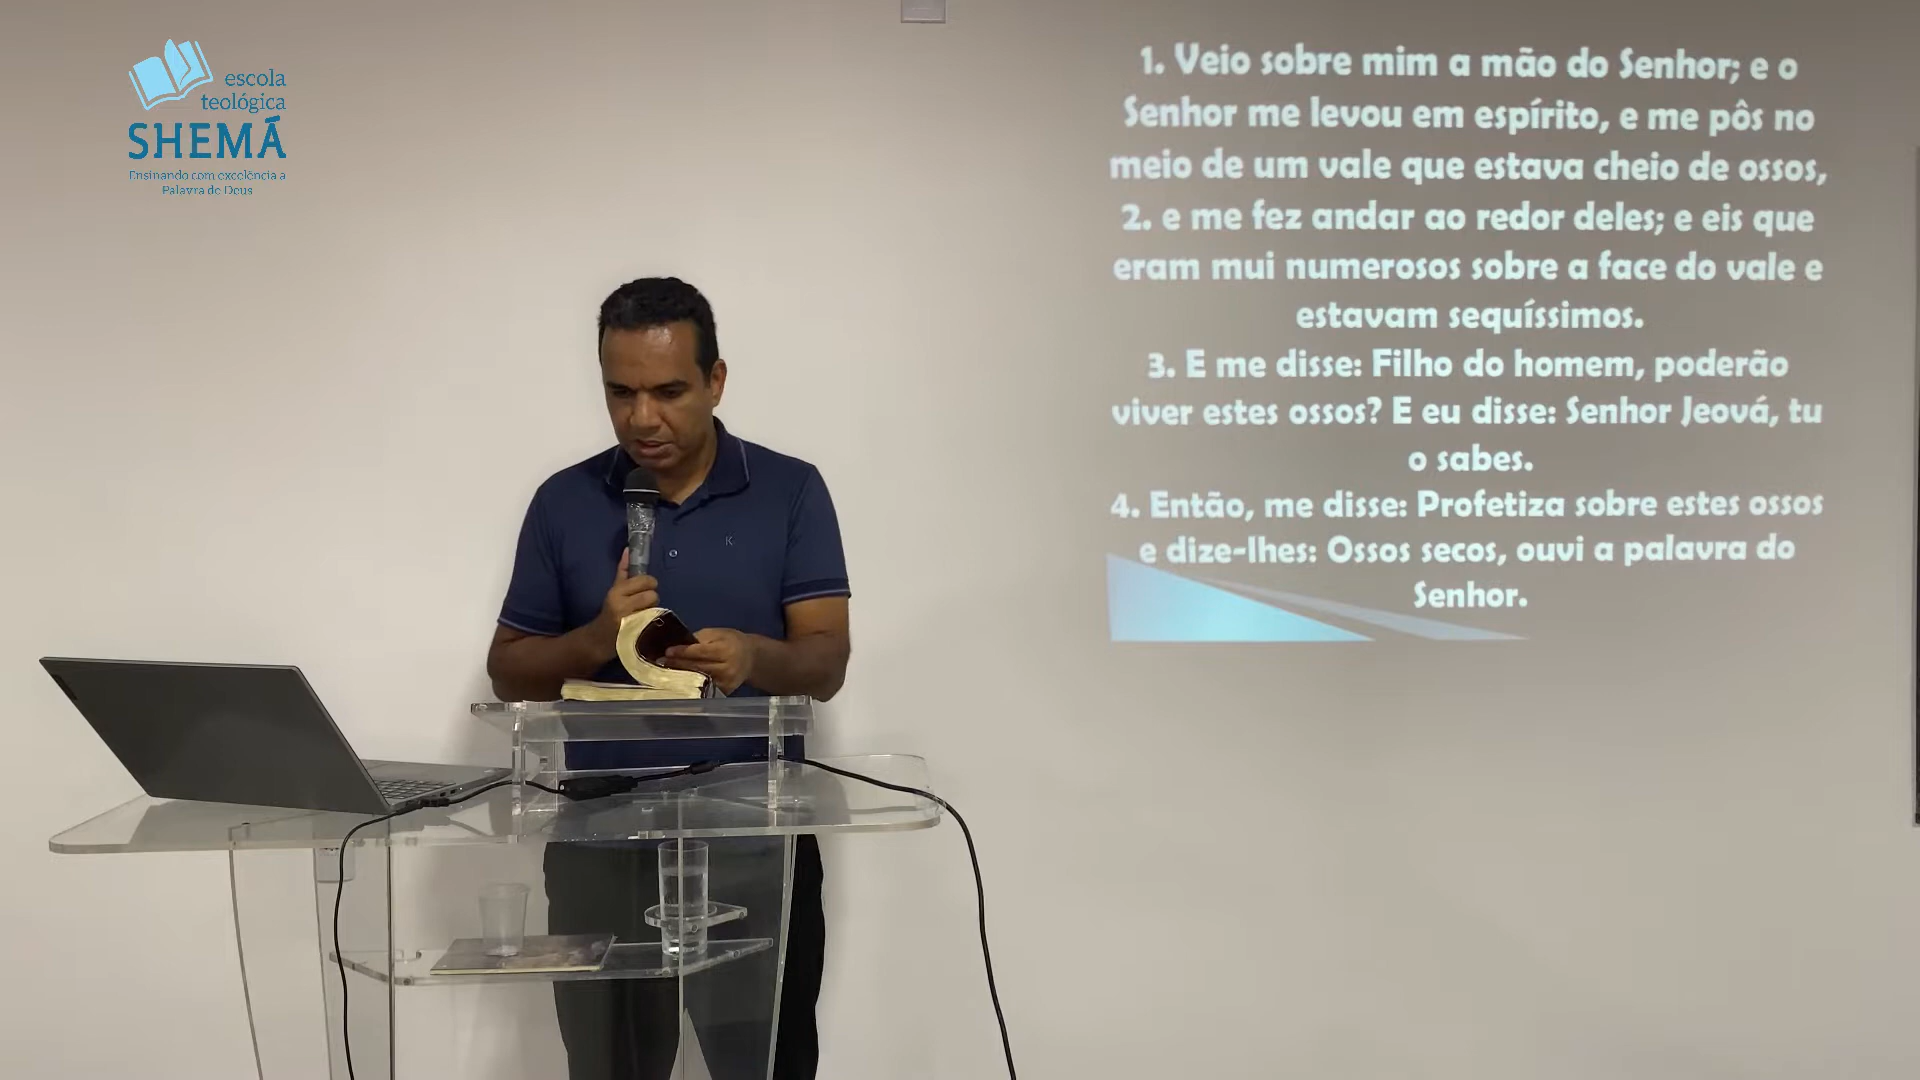 escola
teológica
SHEMÁ
Ensinando com excelência a
Palavra de Deus
1. Veio sobre mim a mão do Senhor; e o
Senhor me levou em espírito, e me pôs no
meio de um vale que estava cheio de ossos,
2. e me fez andar ao redor deles; e eis que
eram mui numerosos sobre a face do vale e
estavam sequíssimos.
3. E me disse: Filho do homem, poderão
viver estes ossos? E eu disse: Senhor Jeová, tu
o sabes.
4. Então, me disse: Profetiza sobre estes ossos
e dize-lhes: Ossos secos, ouvi a palavra do
Senhor.
K